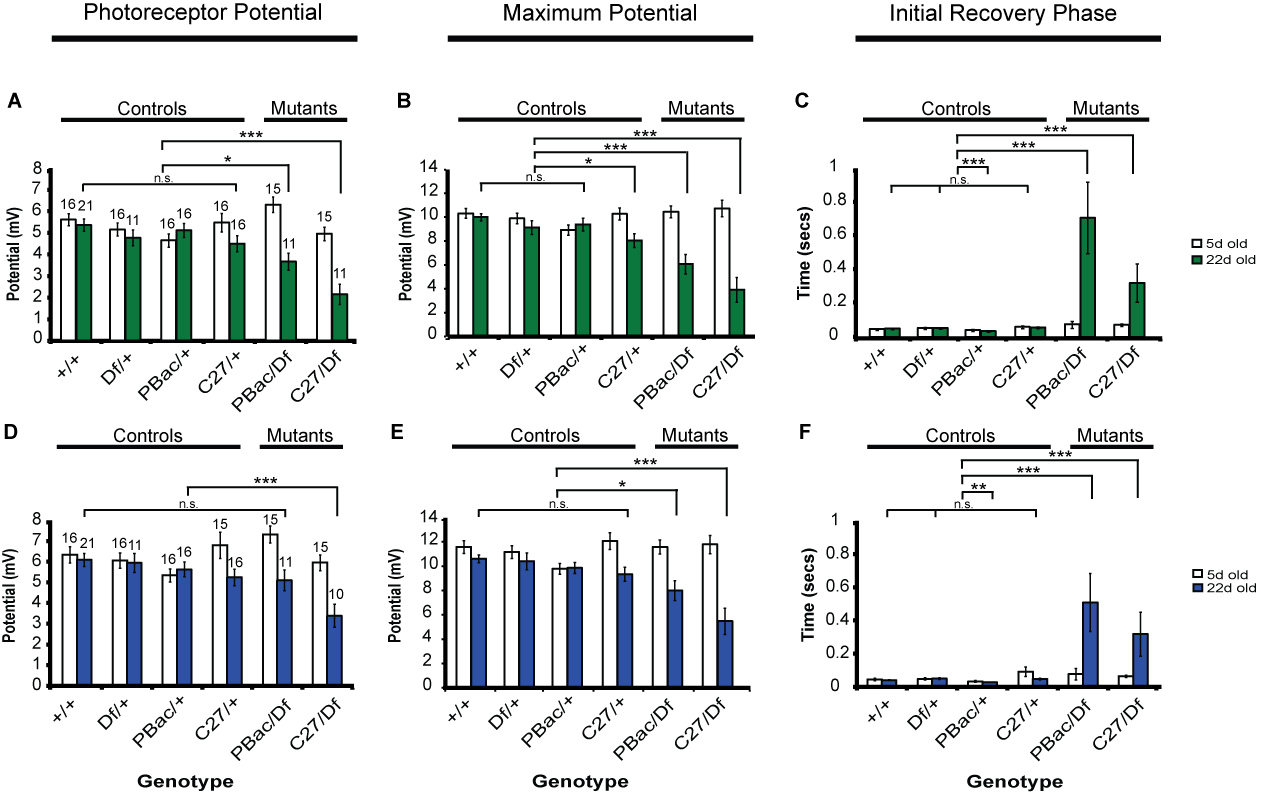 Photoreceptor Potential
Maximum Potential
Initial Recovery Phase
A
Controls
Mutants
***
*
n.s.
8
7
6
5
4
3
2
1
0
Potential (mV)
16 21
16 11
16 16
16 16
15 11
15 11
+/+
Df/+
PBac/+
C27/+
PBac/Df
C27/Df
B
Controls
Mutants
***
***
*
n.s.
14
12
10
8
6
4
2
0
Potential (mV)
+/+
Df/+
PBac/+
C27/+
PBac/Df
C27/Df
C
Controls
Mutants
***
***
***
n.s.
1
0.8
0.6
0.4
0.2
0
Time (secs)
+/+
Df/+
PBac/+
C27/+
PBac/Df
C27/Df
5d old
22d old
D
Controls
Mutants
***
n.s.
8
7
6
5
4
3
2
1
0
Potential (mV)
16 21
16 11
16 16
15 16
15 11
15 10
+/+
Df/+
PBac/+
C27/+
PBac/Df
C27/Df
Genotype
E
Controls
Mutants
***
*
n.s.
14
12
10
8
6
4
2
0
Potential (mV)
+/+
Df/+
PBac/+
C27/+
PBac/Df
C27/Df
Genotype
F
Controls
Mutants
***
***
**
n.s.
1
0.8
0.6
0.4
0.2
0
Time (secs)
+/+
Df/+
PBac/+
C27/+
PBac/Df
C27/Df
Genotype
5d old
22d old